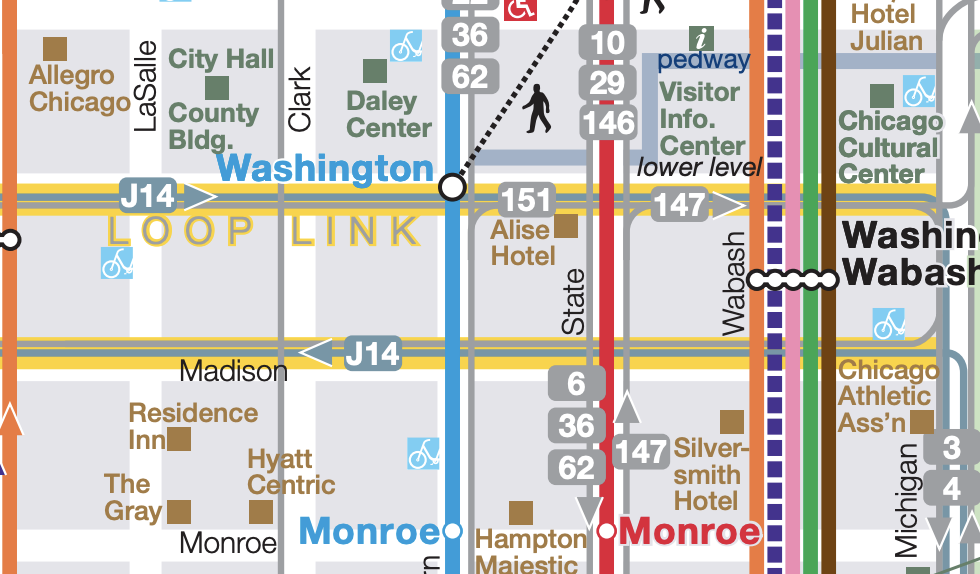 Hotel
Julian
36
62
10
29
146
i
pedway
Visitor
Info.
Center
lower level
Allegro
Chicago
LaSalle
City Hall
County
Bldg.
Clark
Daley
Center
Chicago
Cultural
Center
Washington
J14
151
147
LOOP LINK
Alise
Hotel
State
Wabash
Washin
Wabash
J14
Madison
6
36
62
147
Chicago
Athletic
Ass'n
Residence
Inn
Hyatt
Centric
The
Gray
Silver-
smith
Hotel
3
4
Michigan
Monroe
Monroe
Hampton
Majestic
Monroe
rn